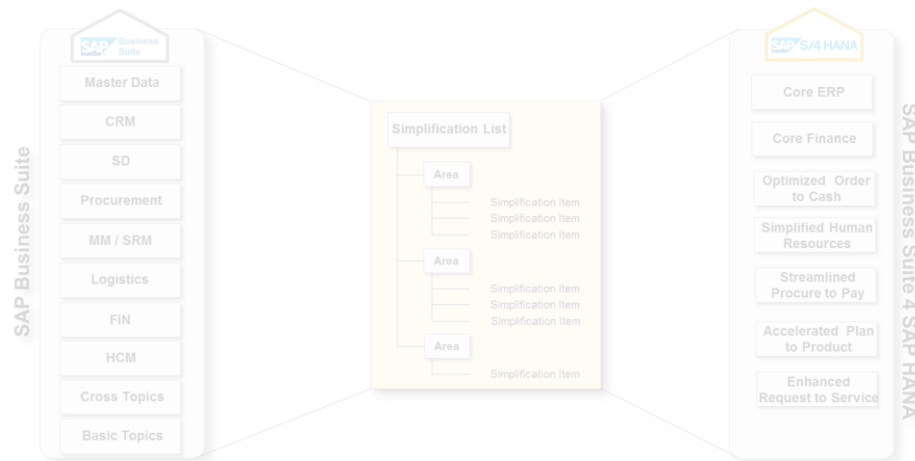 SAP Business
Suite
SAP Business Suite
Master Data
CRM
SD
Procurement
MM / SRM
Logistics
FIN
HCM
Cross Topics
Basic Topics
Simplification List
Area
Simplification Item
Simplification Item
Simplification Item
Area
Simplification Item
Simplification Item
Simplification Item
Area
Simplification Item
SAP S/4 HANA
Core ERP
Core Finance
Optimized Order
to Cash
Simplified Human
Resources
Streamlined
Procure to Pay
Accelerated Plan
to Product
Enhanced
Request to Service
SAP Business Suite 4 SAP HANA